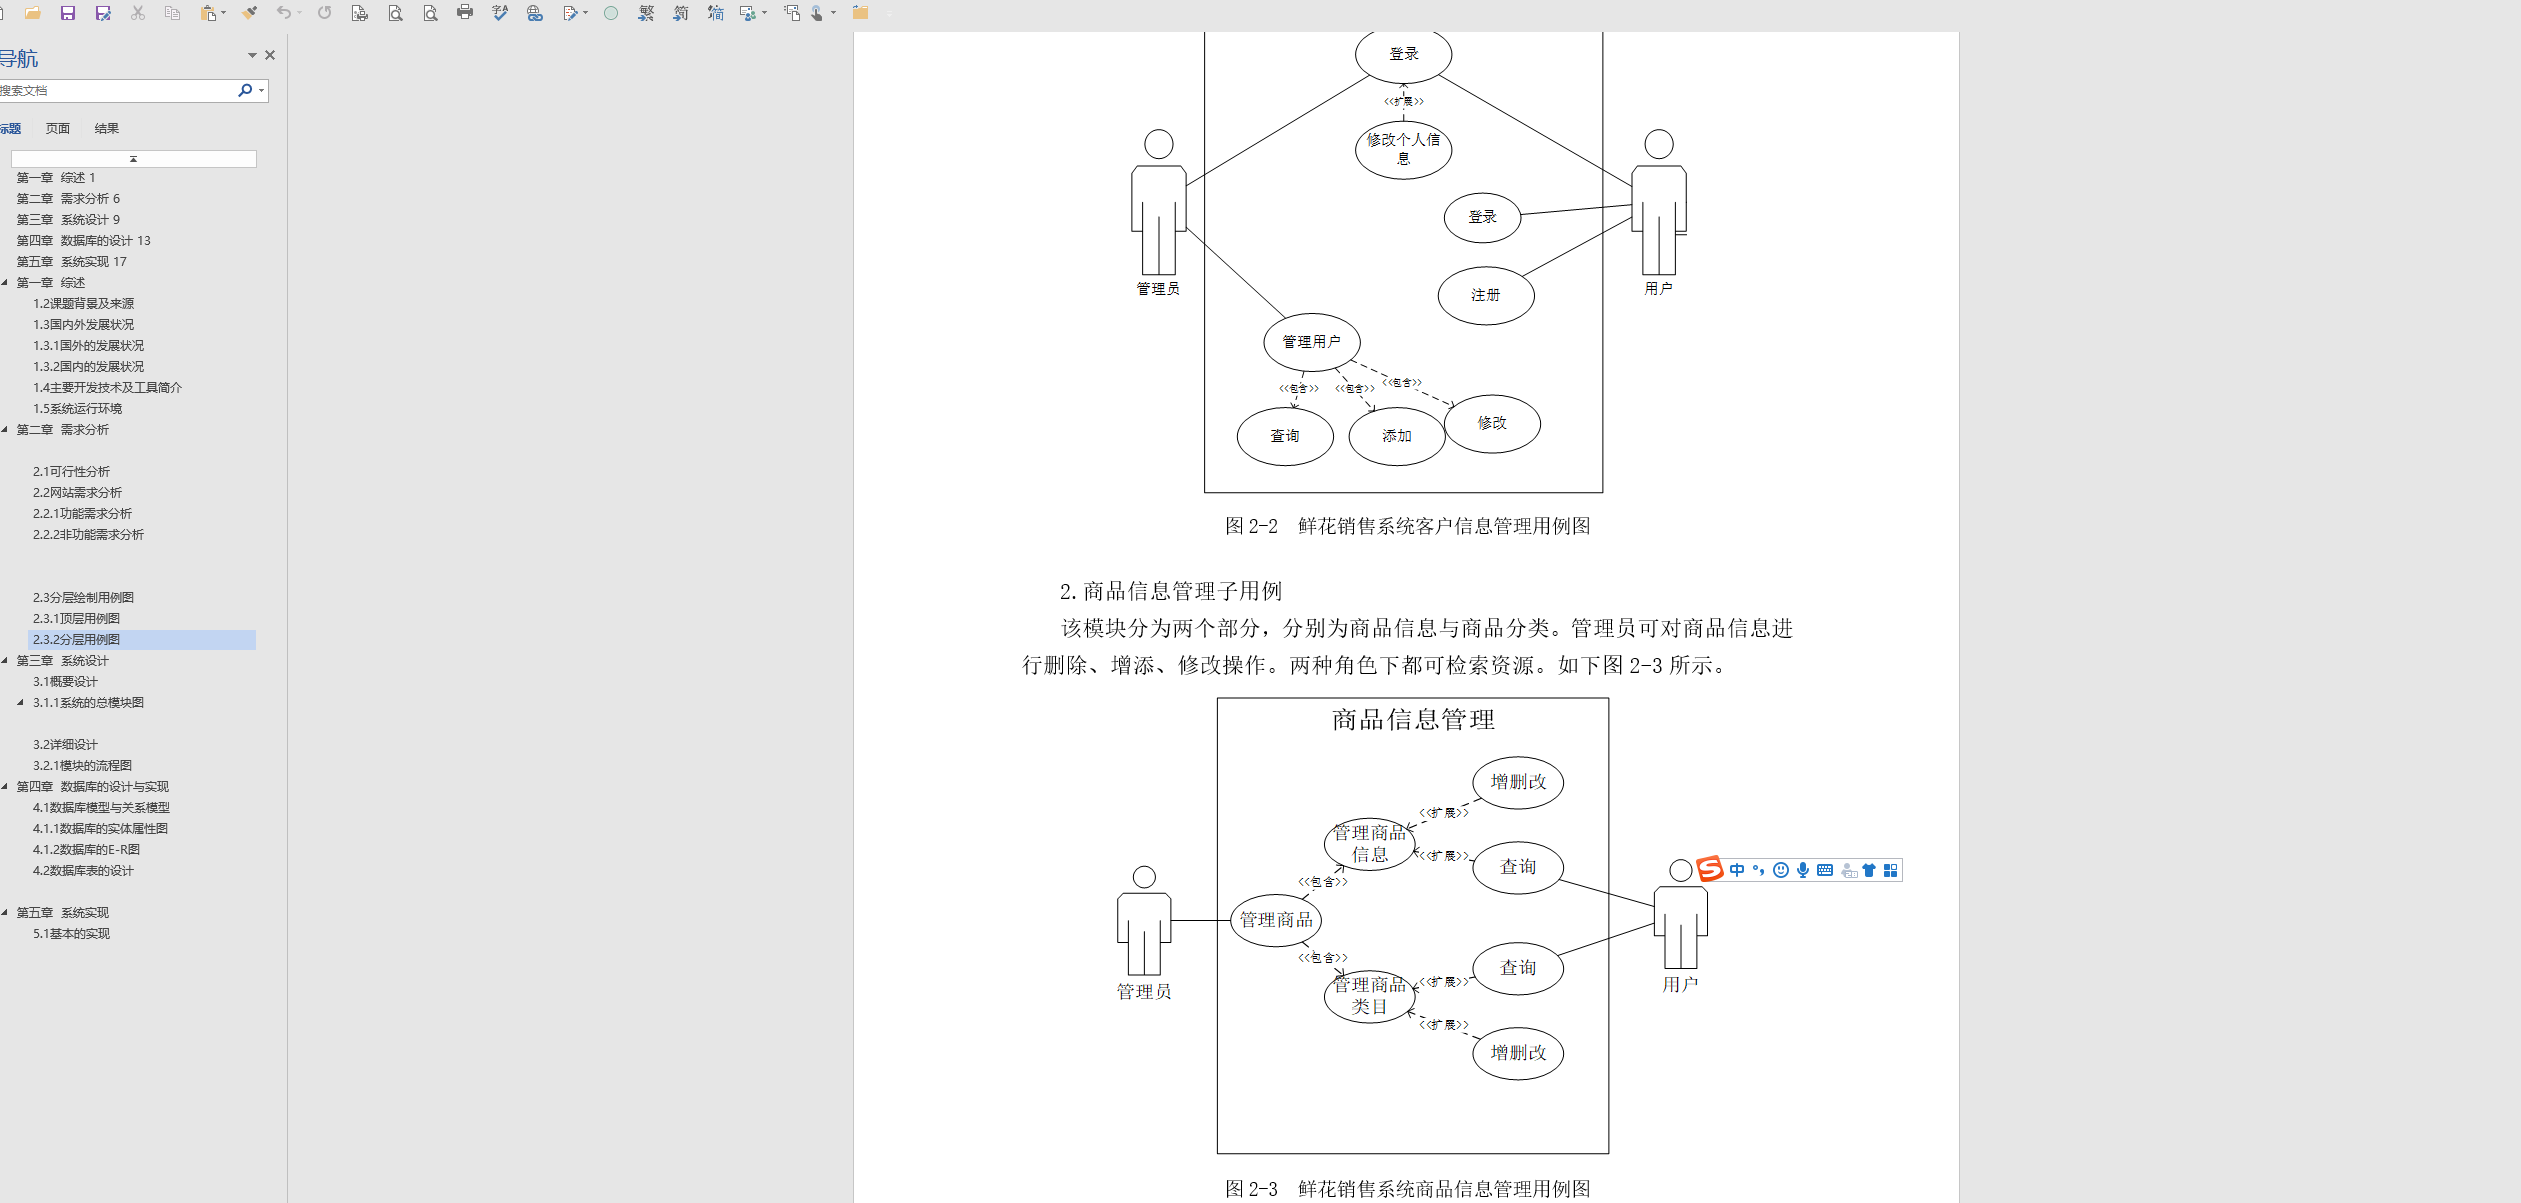 导航
搜索文档
标题 页面 结果
第一章 综述 1
第二章 需求分析 6
第三章 系统设计 9
第四章 数据库的设计 13
第五章 系统实现 17
第一章 综述
1.2课题背景及来源
1.3国内外发展状况
1.3.1国外的发展状况
1.3.2国内的发展状况
1.4主要开发技术及工具简介
1.5系统运行环境
第二章 需求分析
2.1可行性分析
2.2网站需求分析
2.2.1功能需求分析
2.2.2非功能需求分析
2.3分层绘制用例图
2.3.1顶层用例图
2.3.2分层用例图
第三章 系统设计
3.1概要设计
3.1.1系统的总模块图
3.2详细设计
3.2.1模块的流程图
第四章 数据库的设计与实现
4.1数据库模型与关系模型
4.1.1数据库的实体属性图
4.1.2数据库的E-R图
4.2数据库表的设计
第五章 系统实现
5.1基本的实现
登录
<<扩展>>
修改个人信
息
登录
注册
管理员
用户
管理用户
<<包含>> <<包含>> <<包含>>
查询 添加 修改
图 2-2 鲜花销售系统客户信息管理用例图
2.商品信息管理子用例
该模块分为两个部分，分别为商品信息与商品分类。管理员可对商品信息进
行删除、增添、修改操作。两种角色下都可检索资源。如下图 2-3 所示。
商品信息管理
增删改
<<扩展>>
管理商品
信息
<<扩展>>
查询
<<包含>>
管理商品
<<包含>>
查询
管理商品
类目
<<扩展>>
<<扩展>>
增删改
管理员
用户
中
图 2-3 鲜花销售系统商品信息管理用例图
繁 简 简